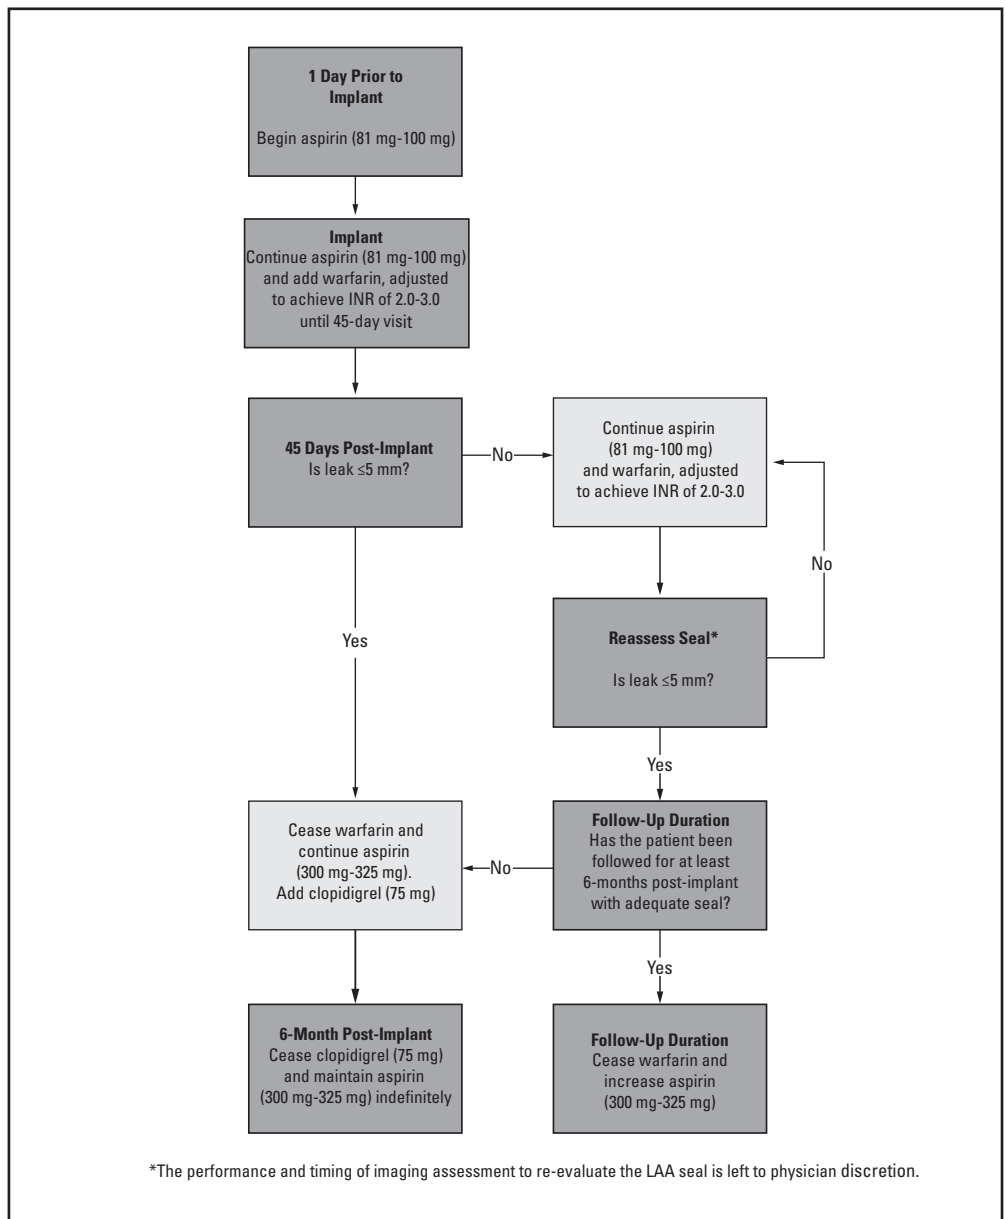 1 Day Prior to
Implant
Begin aspirin (81 mg-100 mg)
Implant
Continue aspirin (81 mg-100 mg)
and add warfarin, adjusted
to achieve INR of 2.0-3.0
until 45-day visit
45 Days Post-Implant
Is leak ≤5 mm?
No
Continue aspirin
(81 mg-100 mg)
and warfarin, adjusted
to achieve INR of 2.0-3.0
No
Reassess Seal*
Is leak ≤5 mm?
Yes
Yes
Follow-Up Duration
Has the patient been
followed for at least
6-months post-implant
with adequate seal?
No
Cease warfarin and
continue aspirin
(300 mg-325 mg).
Add clopidigrel (75 mg)
Yes
6-Month Post-Implant
Cease clopidigrel (75 mg)
and maintain aspirin
(300 mg-325 mg) indefinitely
Follow-Up Duration
Cease warfarin and
increase aspirin
(300 mg-325 mg)
*The performance and timing of imaging assessment to re-evaluate the LAA seal is left to physician discretion.